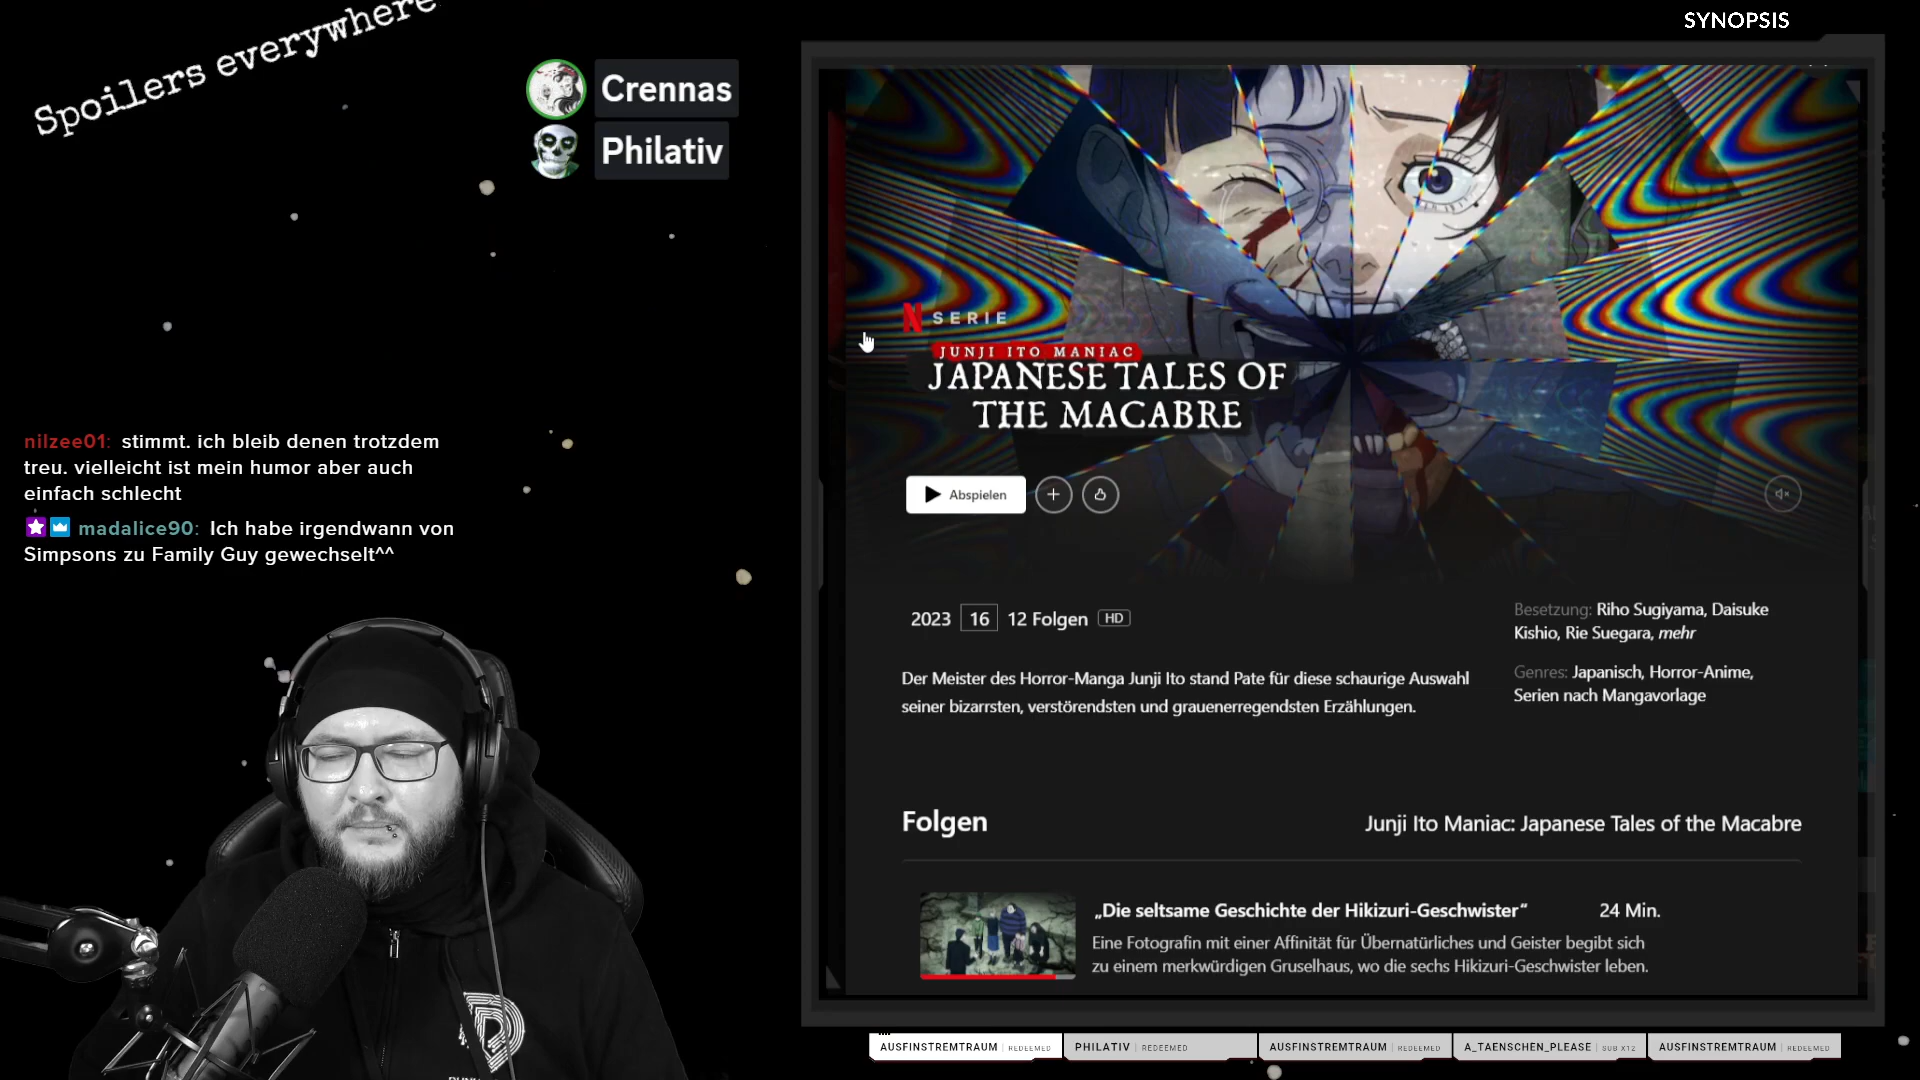 SYNOPSIS
Spoilers everywhere
Crennas
Philativ
N SERIE
JUNJI ITO MANIAC
JAPANESE TALES OF
THE MACABRE
nilzee01: stimmt. ich bleib denen trotzdem
treu. vielleicht ist mein humor aber auch
einfach schlecht
madalice90: Ich habe irgendwann von
Simpsons zu Family Guy gewechselt^^
Abspielen
2023 16 12 Folgen HD
Besetzung: Riho Sugiyama, Daisuke
Kishio, Rie Suegara, mehr
Genres: Japanisch, Horror-Anime,
Serien nach Mangavorlage
Der Meister des Horror-Manga Junji Ito stand Pate für diese schaurige Auswahl
seiner bizarrsten, verstörendsten und grauenerregendsten Erzählungen.
Folgen
Junji Ito Maniac: Japanese Tales of the Macabre
„Die seltsame Geschichte der Hikizuri-Geschwister“ 24 Min.
Eine Fotografin mit einer Affinität für Übernatürliches und Geister begibt sich
zu einem merkwürdigen Gruselhaus, wo die sechs Hikizuri-Geschwister leben.
AUSFINSTREMTRAUM REDEEMED
PHILATIV REDEEMED
AUSFINSTREMTRAUM REDEEMED
A_TAENSCHEN_PLEASE SUB X12
AUSFINSTREMTRAUM REDEEMED